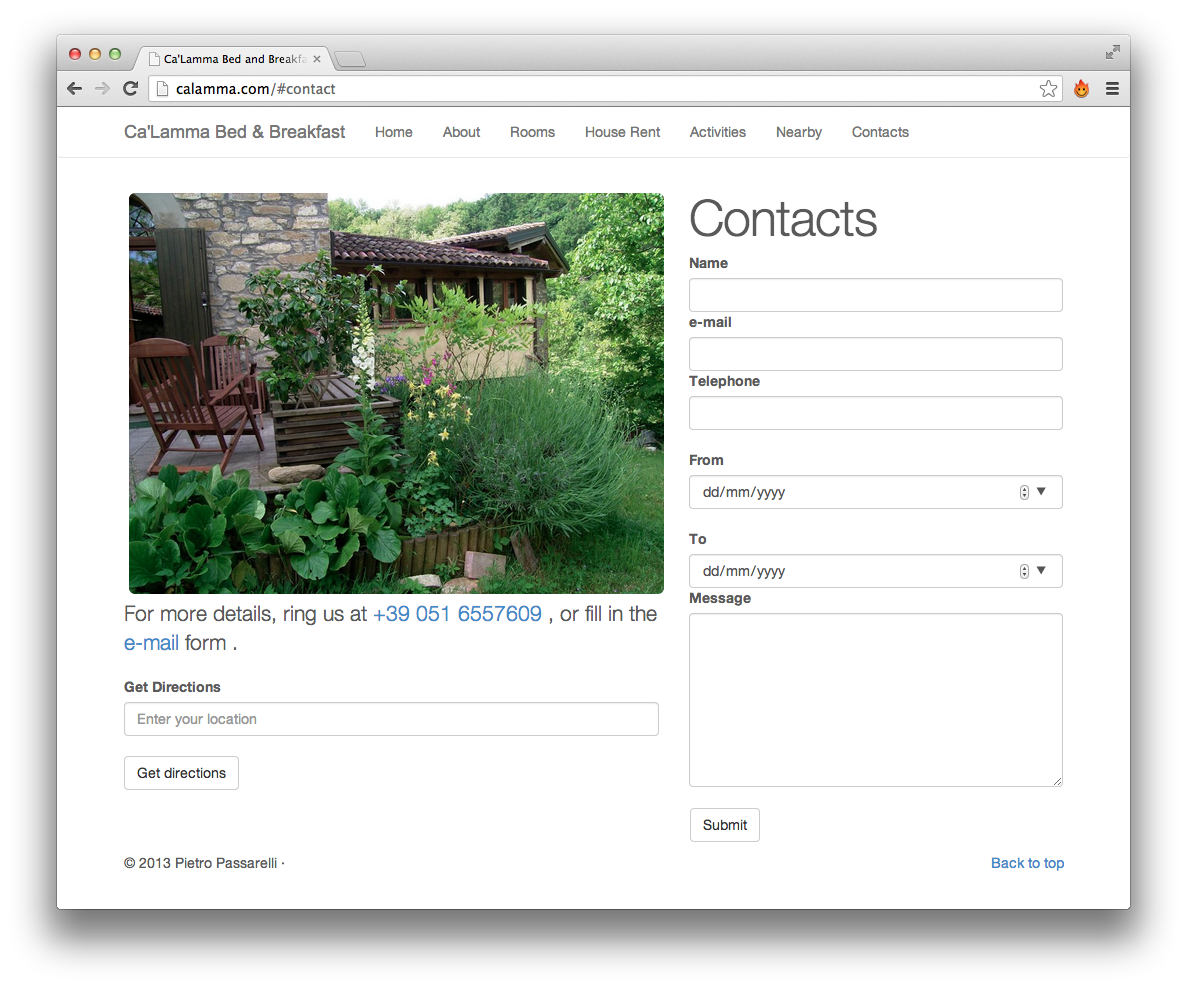 Ca'Lamma Bed and Breakfa
calamma.com/#contact
Ca'Lamma Bed & Breakfast Home About Rooms House Rent Activities Nearby Contacts
Contacts
Name
e-mail
Telephone
From
dd/mm/yyyy
To
dd/mm/yyyy
Message
Submit
For more details, ring us at +39 051 6557609 , or fill in the
e-mail form .
Get Directions
Enter your location
Get directions
© 2013 Pietro Passarelli ·
Back to top